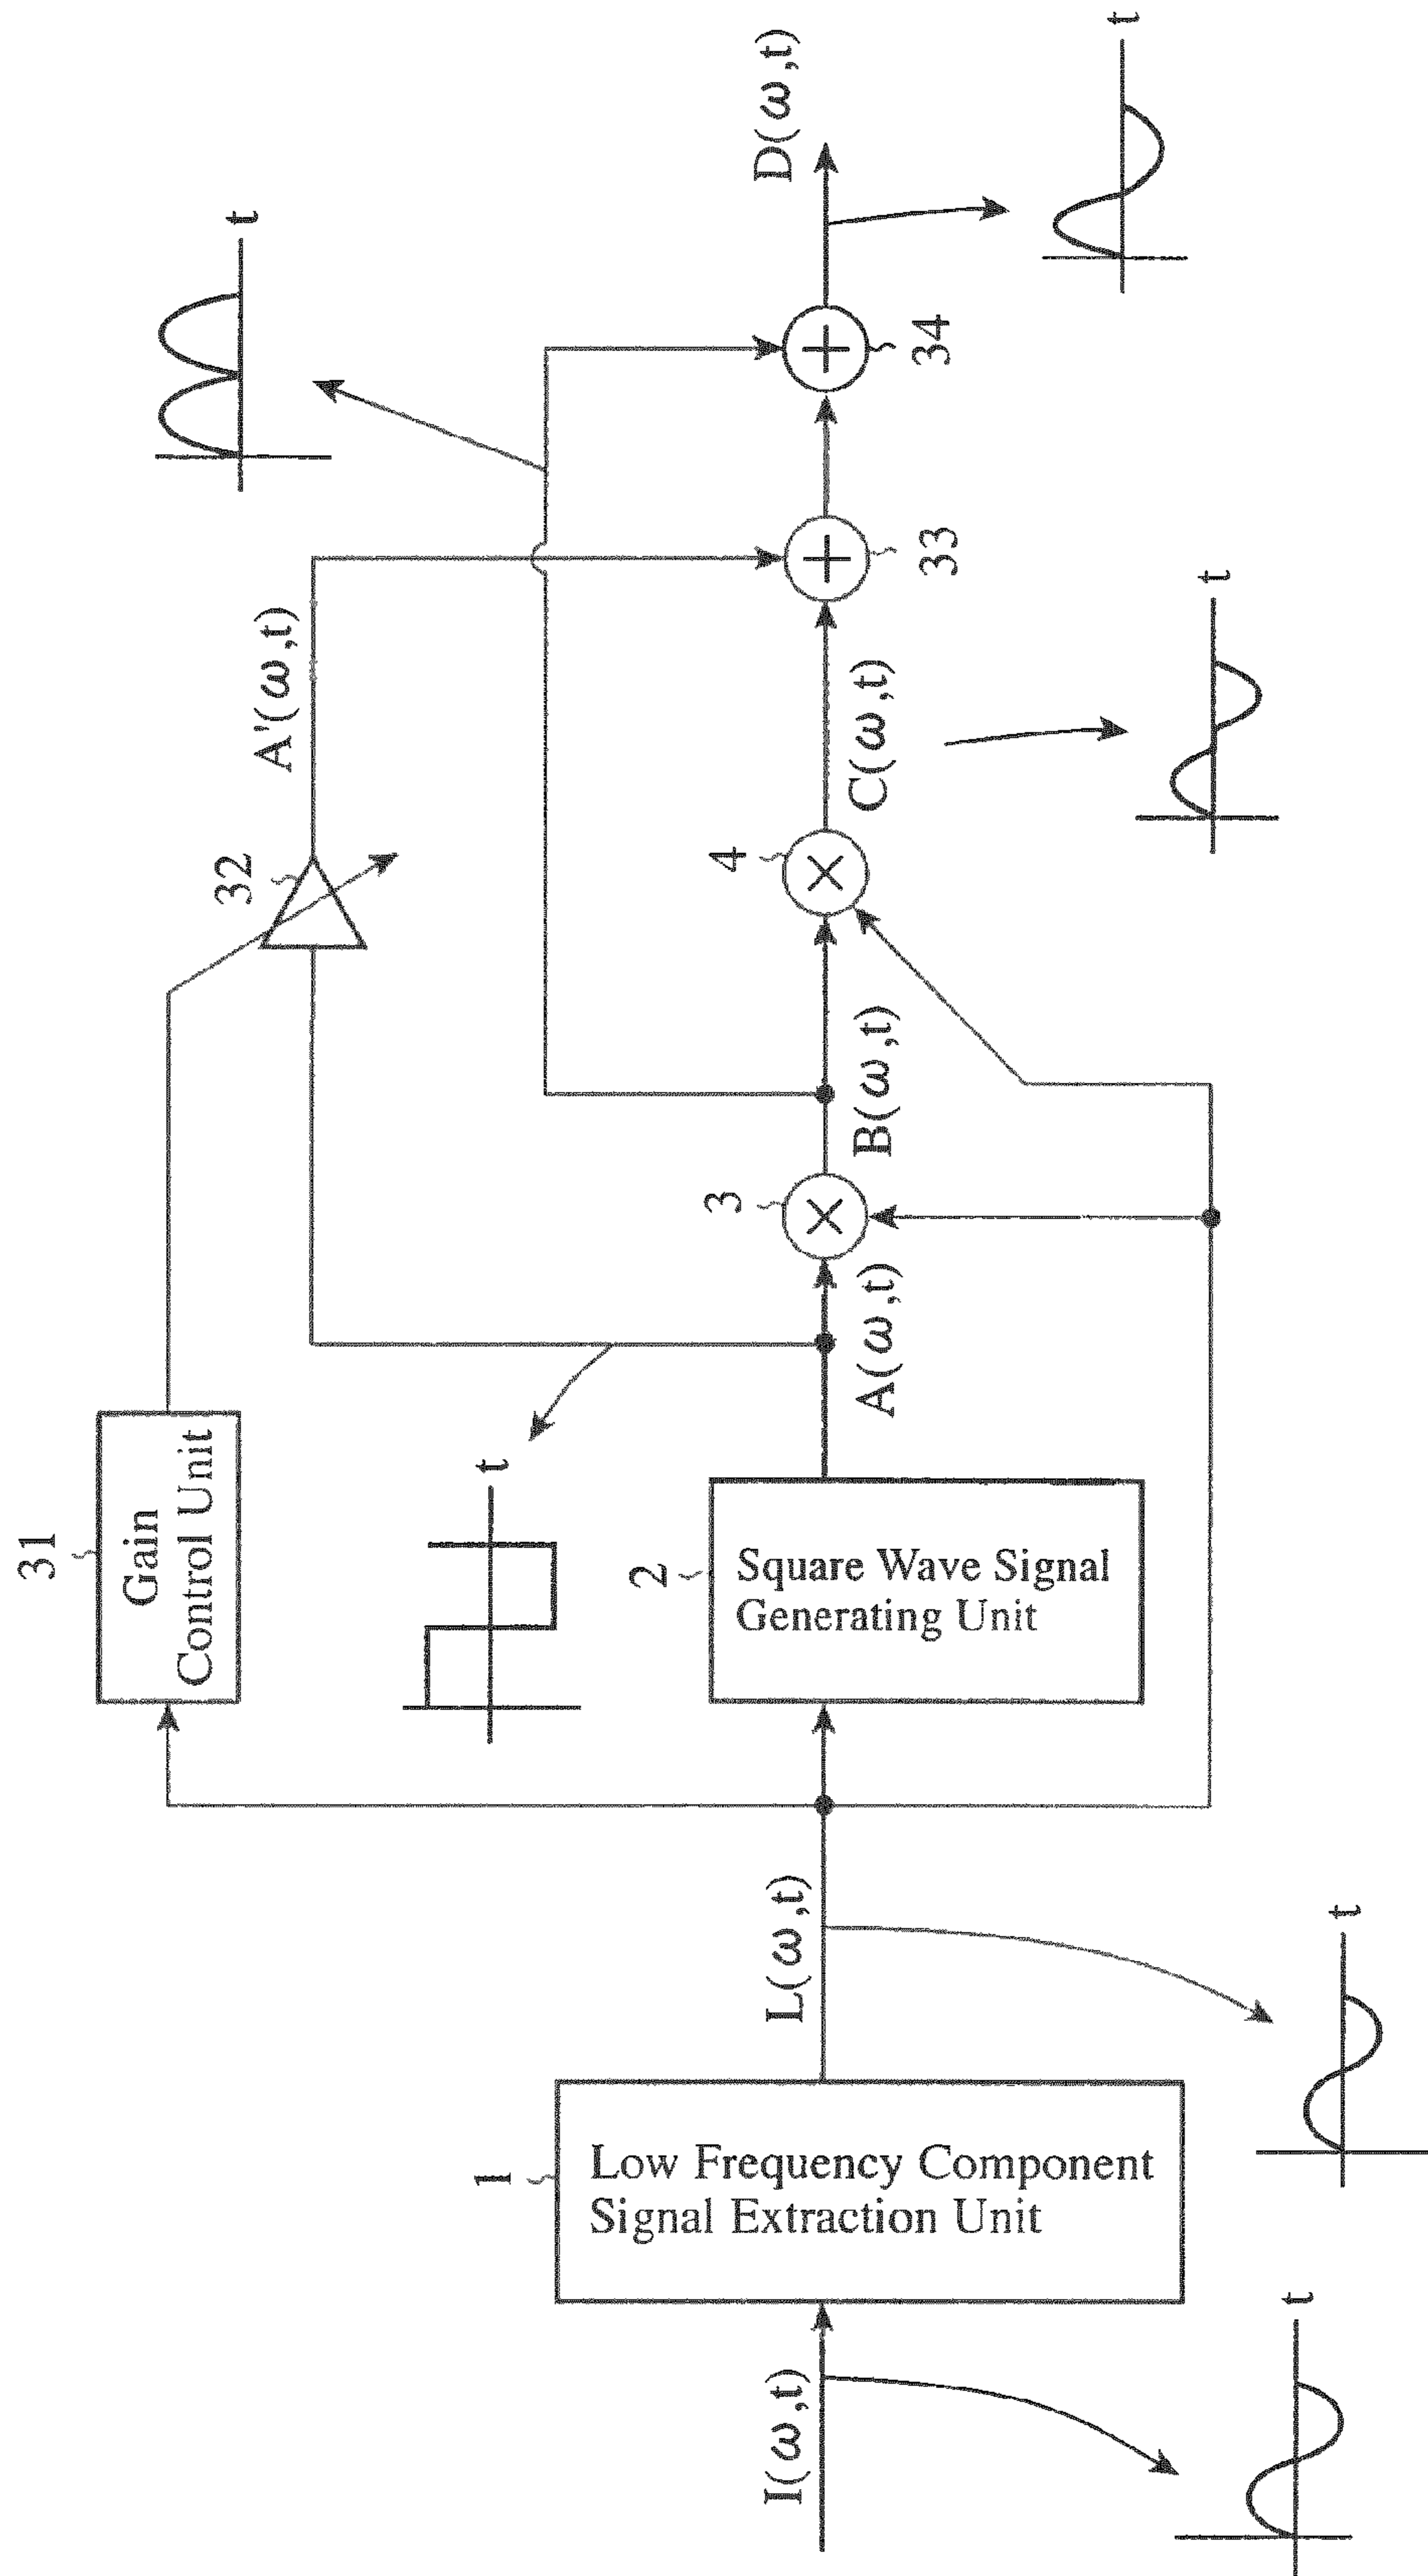 I(ω,t)
t
1
Low Frequency Component
Signal Extraction Unit
L(ω,t)
t
31
Gain
Control Unit
t
2
Square Wave Signal
Generating Unit
A(ω,t)
3
B(ω,t)
32
A'(ω,t)
4
C(ω,t)
t
33
34
t
D(ω,t)
t